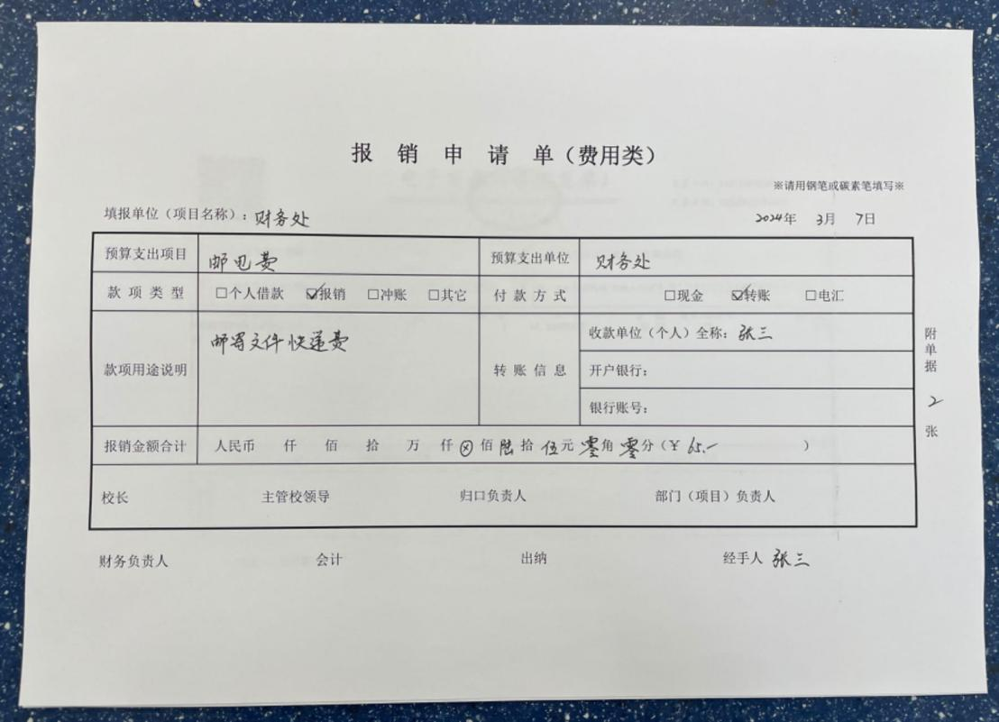 报销申请单（费用类）
※请用钢笔或碳素笔填写※
填报单位（项目名称）：财务处 2024年 3月 7日
预算支出项目 邮电费 预算支出单位 财务处
款项类型 □个人借款 ☑报销 □冲账 □其它 付款方式 □现金 ☑转账 □电汇
款项用途说明 邮寄文件快递费 转账信息 收款单位（个人）全称：张三
开户银行：
银行账号：
附单据 2 张
报销金额合计 人民币 仟 佰 拾 万 仟 ⊗ 佰 陆 拾 伍 元 零 角 零 分（¥ 65.- ）
校长 主管校领导 归口负责人 部门（项目）负责人
财务负责人 会计 出纳 经手人 张三